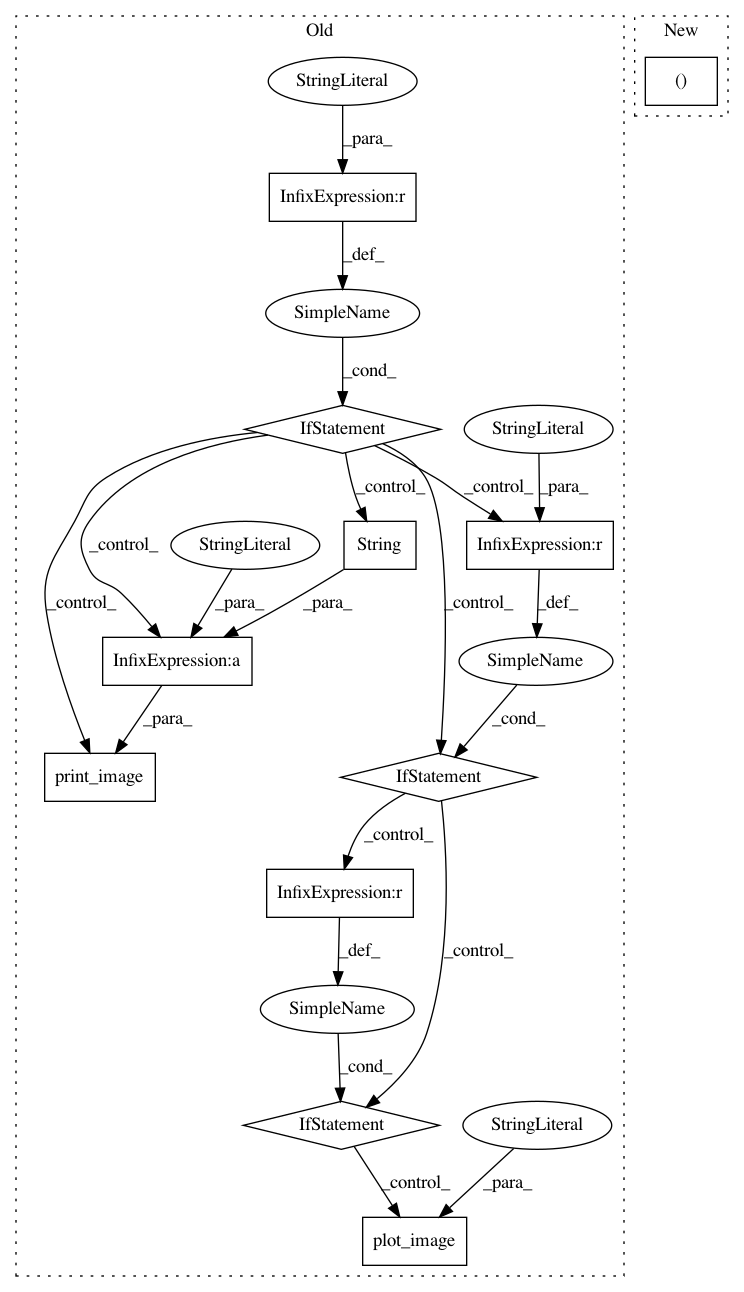 Old
New
StringLiteral
()
_para_
InfixExpression:r
_def_
SimpleName
_cond_
IfStatement
StringLiteral
_control_
_control_
_para_
_control_
StringLiteral
String
InfixExpression:r
_control_
_para_
_para_
_control_
_def_
InfixExpression:a
SimpleName
_para_
_cond_
print_image
IfStatement
_control_
InfixExpression:r
_def_
_control_
SimpleName
_cond_
IfStatement
StringLiteral
_control_
_para_
plot_image